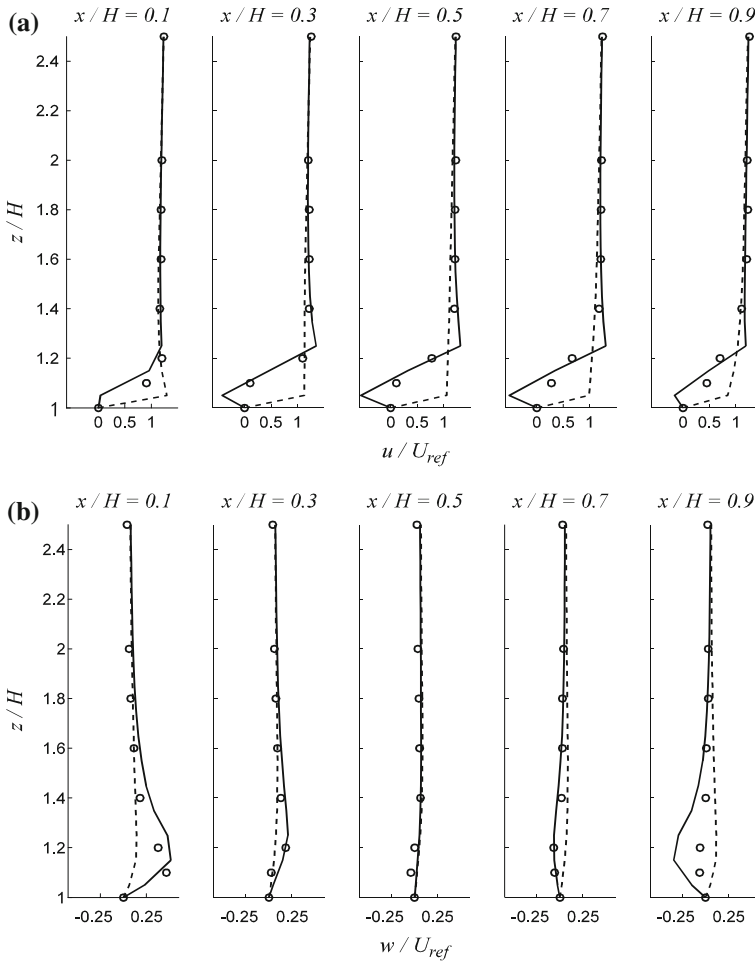 (a)
x / H = 0.1 x / H = 0.3 x / H = 0.5 x / H = 0.7 x / H = 0.9
2.4
2.2
2
1.8
1.6
1.4
1.2
1
z / H
0 0.5 1 0 0.5 1 0 0.5 1 0 0.5 1 0 0.5 1
u / U_ref
(b)
x / H = 0.1 x / H = 0.3 x / H = 0.5 x / H = 0.7 x / H = 0.9
2.4
2.2
2
1.8
1.6
1.4
1.2
1
z / H
-0.25 0.25 -0.25 0.25 -0.25 0.25 -0.25 0.25 -0.25 0.25
w / U_ref